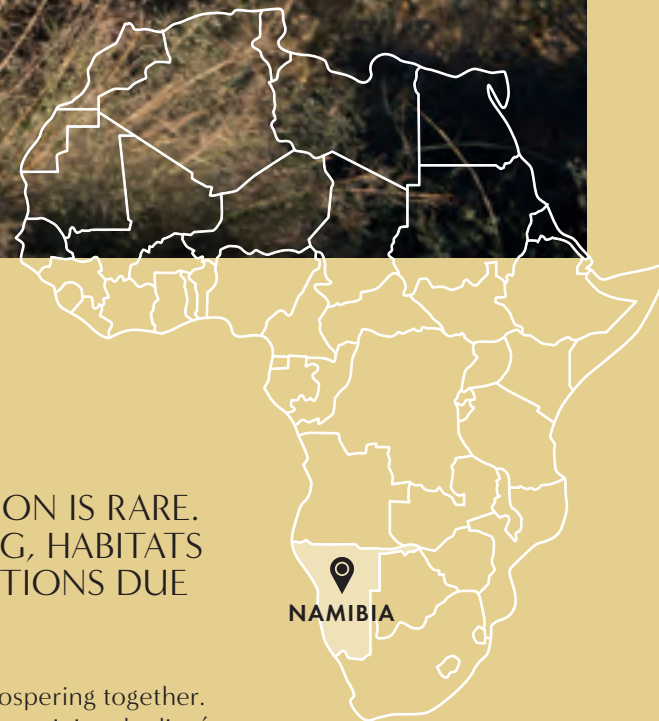 ON IS RARE.
G, HABITATS
TIONS DUE
NAMIBIA
ospering together.